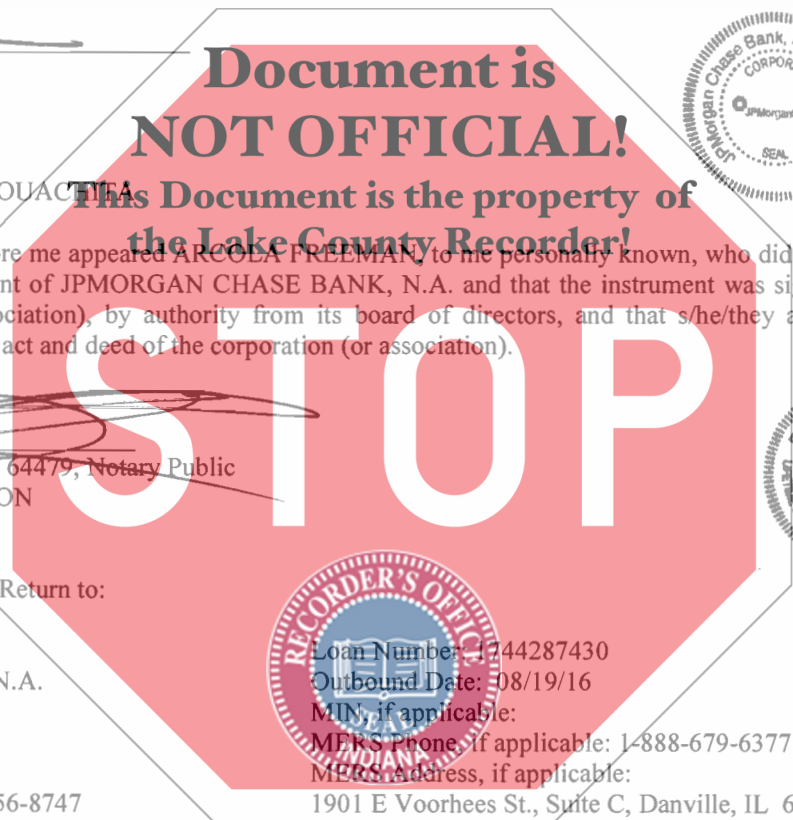 Document is
NOT OFFICIAL!
This Document is the property of
the Lake County Recorder!
JPMorgan Chase Bank,
CORPOR
JPMorgan
SEAL
OUACHITA
re me appeared ARCOLA FREEMAN, to me personally known, who did
nt of JPMORGAN CHASE BANK, N.A. and that the instrument was si
ociation), by authority from its board of directors, and that s/he/they a
act and deed of the corporation (or association).
STOP
64479, Notary Public
ON
Return to:
RECORDER'S OFFICE
SEAL
INDIANA
Loan Number: 1744287430
Outbound Date: 08/19/16
N.A.
MIN, if applicable:
MERS Phone, if applicable: 1-888-679-6377
MERS Address, if applicable:
56-8747
1901 E Voorhees St., Suite C, Danville, IL 6